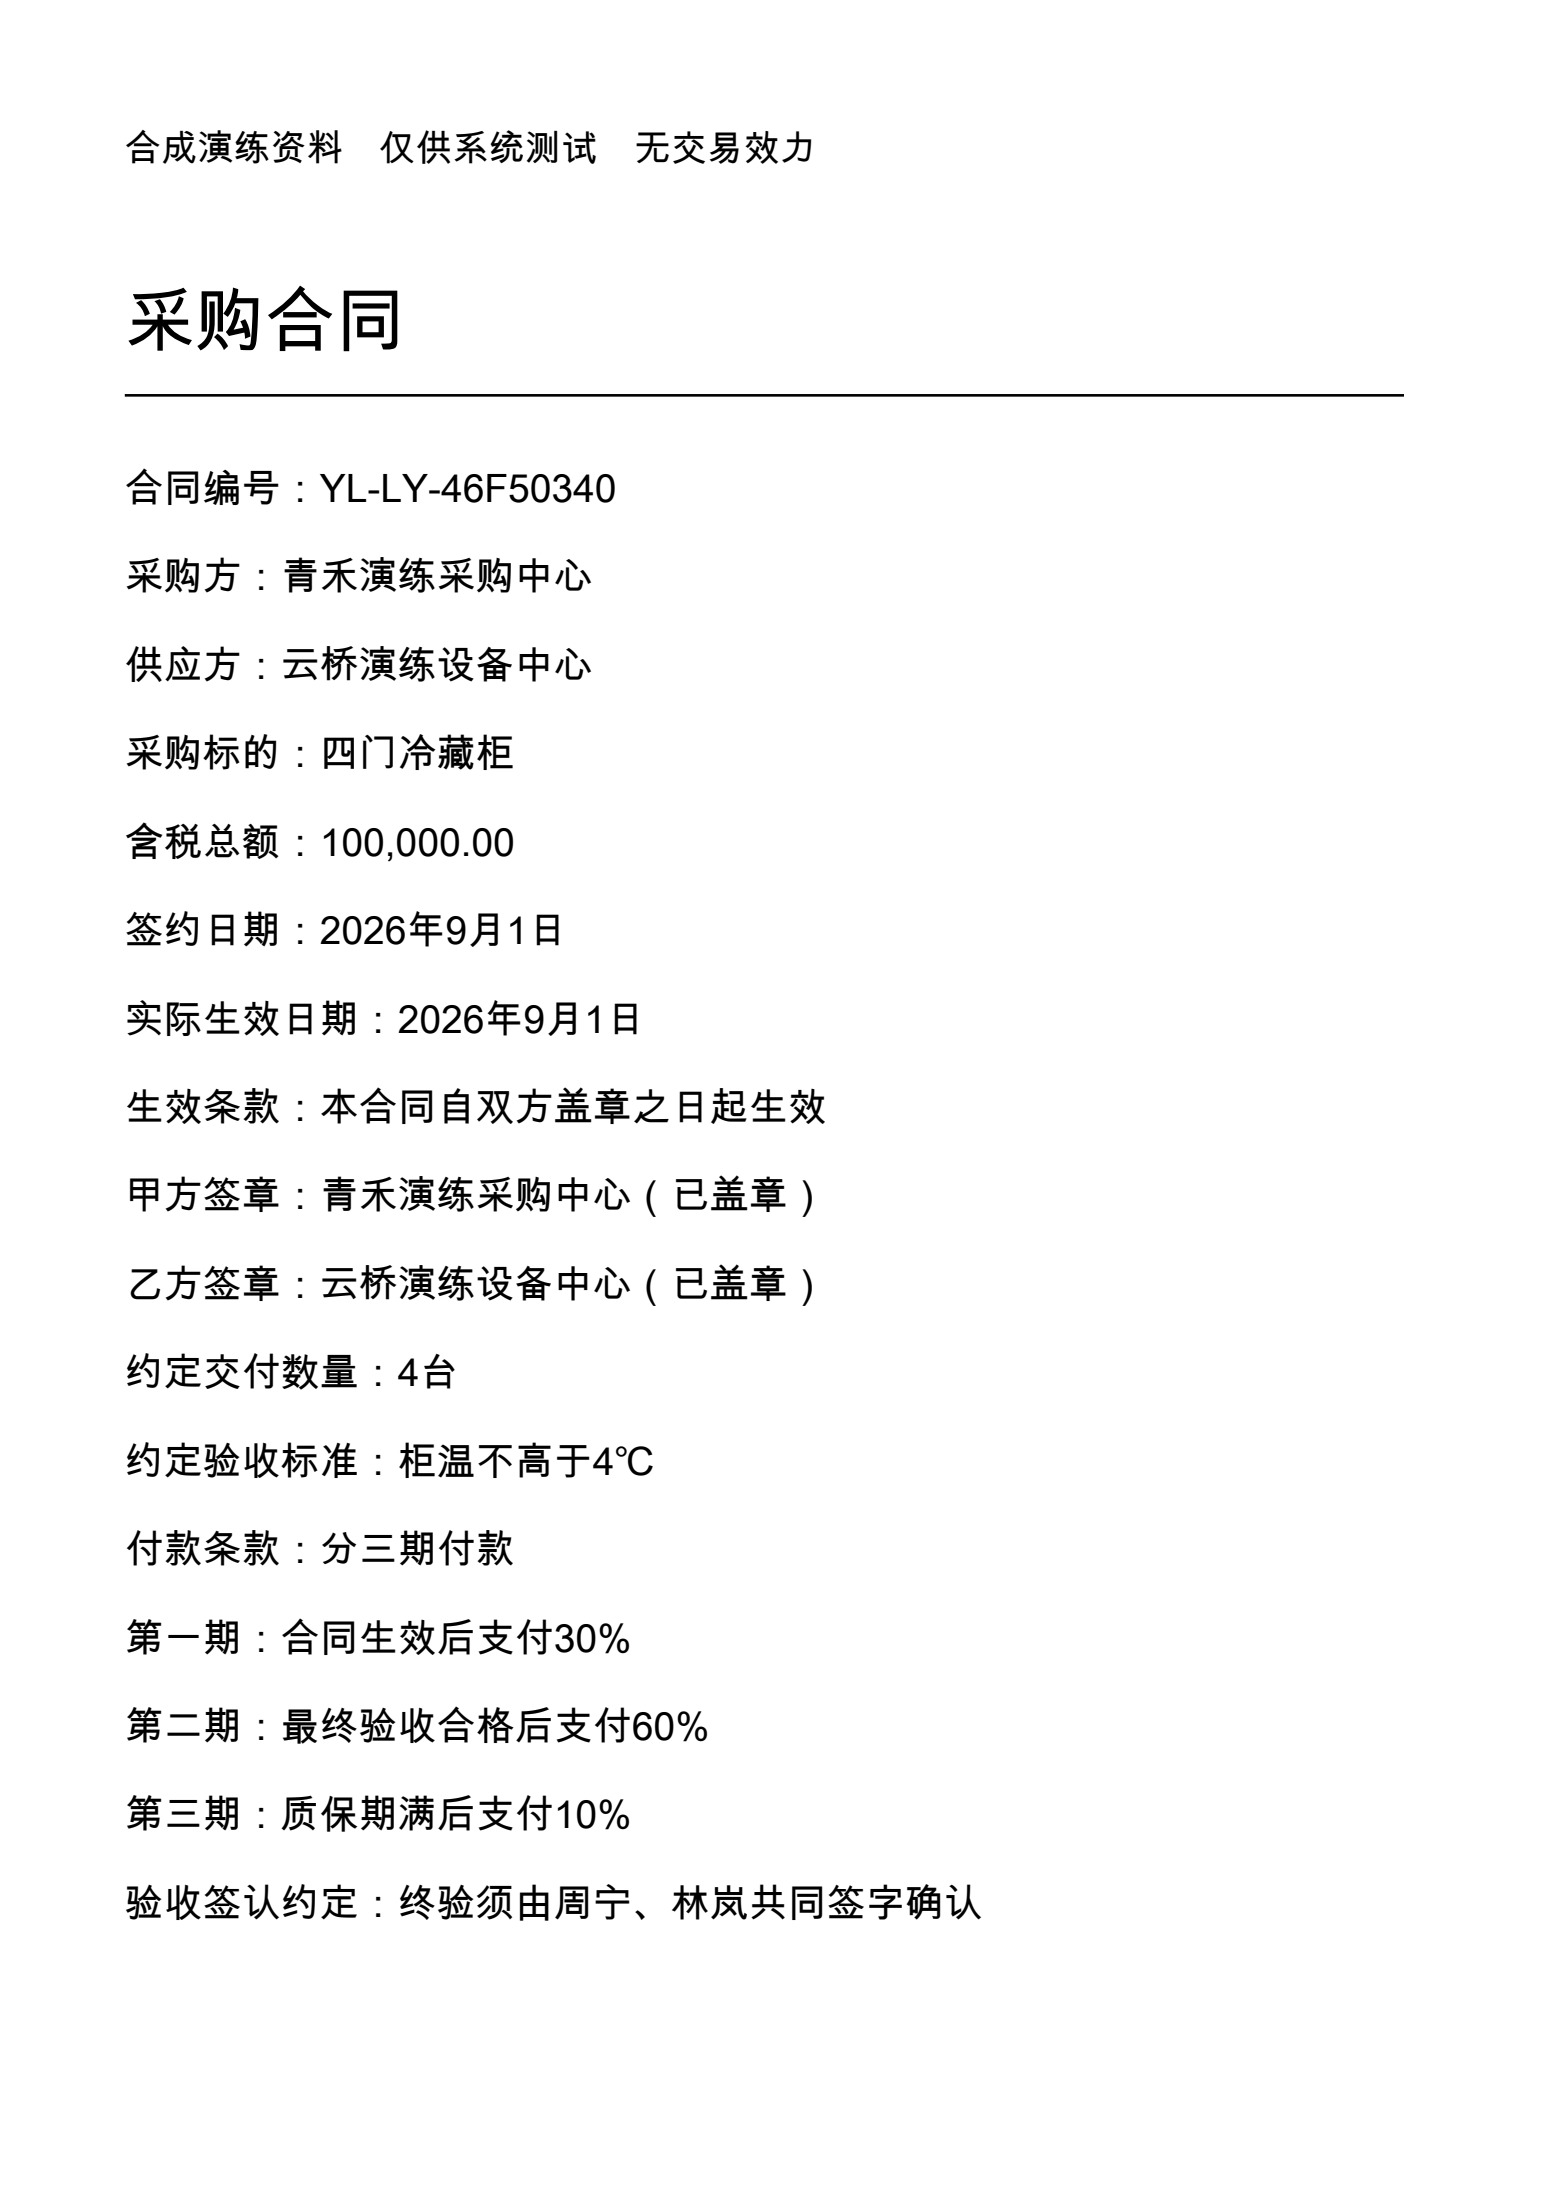 合成演练资料　仅供系统测试　无交易效力
采购合同
合同编号：YL-LY-46F50340
采购方：青禾演练采购中心
供应方：云桥演练设备中心
采购标的：四门冷藏柜
含税总额：100,000.00
签约日期：2026年9月1日
实际生效日期：2026年9月1日
生效条款：本合同自双方盖章之日起生效
甲方签章：青禾演练采购中心（已盖章）
乙方签章：云桥演练设备中心（已盖章）
约定交付数量：4台
约定验收标准：柜温不高于4℃
付款条款：分三期付款
第一期：合同生效后支付30%
第二期：最终验收合格后支付60%
第三期：质保期满后支付10%
验收签认约定：终验须由周宁、林岚共同签字确认